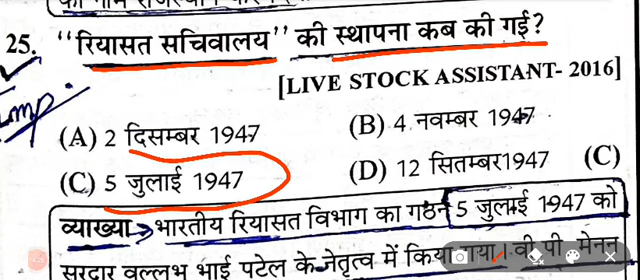 25. “रियासत सचिवालय” की स्थापना कब की गई?
[LIVE STOCK ASSISTANT- 2016]
Imp.
(A) 2 दिसम्बर 1947 (B) 4 नवम्बर 1947
(C) 5 जुलाई 1947 (D) 12 सितम्बर1947 (C)
व्याख्या भारतीय रियासत विभाग का गठन 5 जुलाई 1947 को
सरदार वल्लभ भाई पटेल के नेतृत्व में किया गया। वी पी मेनन